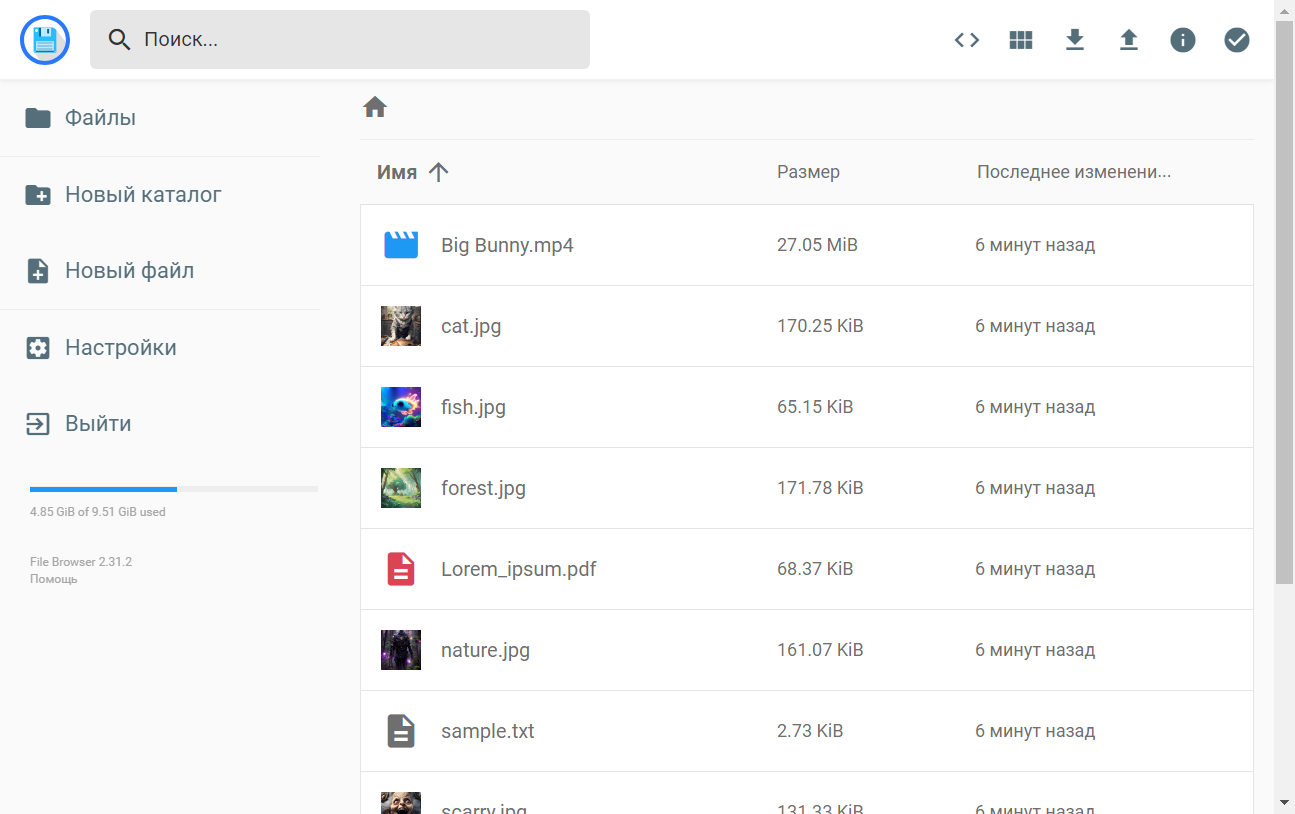 Поиск...
Файлы
Новый каталог
Новый файл
Настройки
Выйти
4.85 GiB of 9.51 GiB used
File Browser 2.31.2
Помощь
Имя Размер Последнее изменени...
Big Bunny.mp4 27.05 MiB 6 минут назад
cat.jpg 170.25 KiB 6 минут назад
fish.jpg 65.15 KiB 6 минут назад
forest.jpg 171.78 KiB 6 минут назад
Lorem_ipsum.pdf 68.37 KiB 6 минут назад
nature.jpg 161.07 KiB 6 минут назад
sample.txt 2.73 KiB 6 минут назад
scarry.jpg 131.33 KiB 6 минут назад